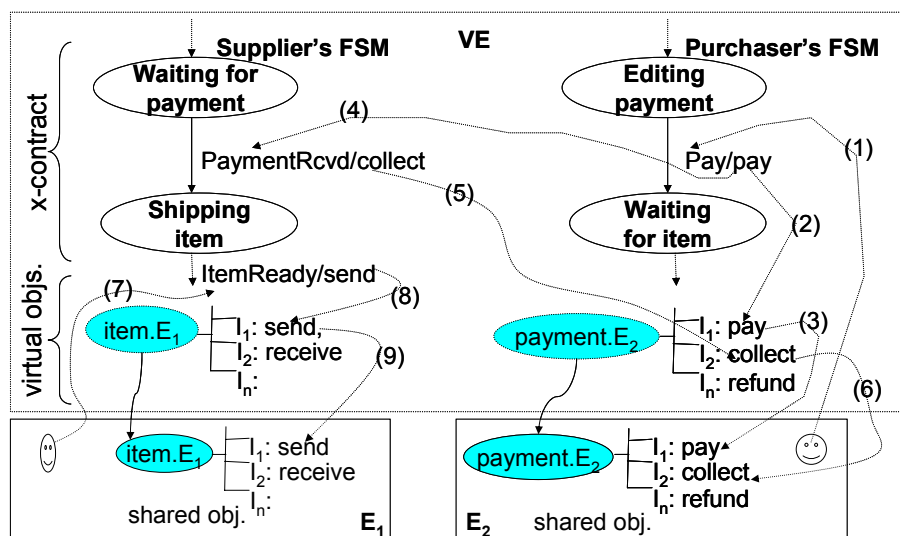 Supplier's FSM
VE
Purchaser's FSM
Waiting for
payment
Editing
payment
x-contract
(4)
(1)
PaymentRcvd/collect
Pay/pay
(5)
(2)
Shipping
item
Waiting
for item
virtual objs.
(7)
ItemReady/send
(8)
item.E1
I1: send,
I2: receive
In:
(9)
payment.E2
I1: pay
(3)
I2: collect
In: refund
(6)
item.E1
I1: send
I2: receive
In:
shared obj.
E1
payment.E2
I1: pay
I2: collect
In: refund
E2
shared obj.